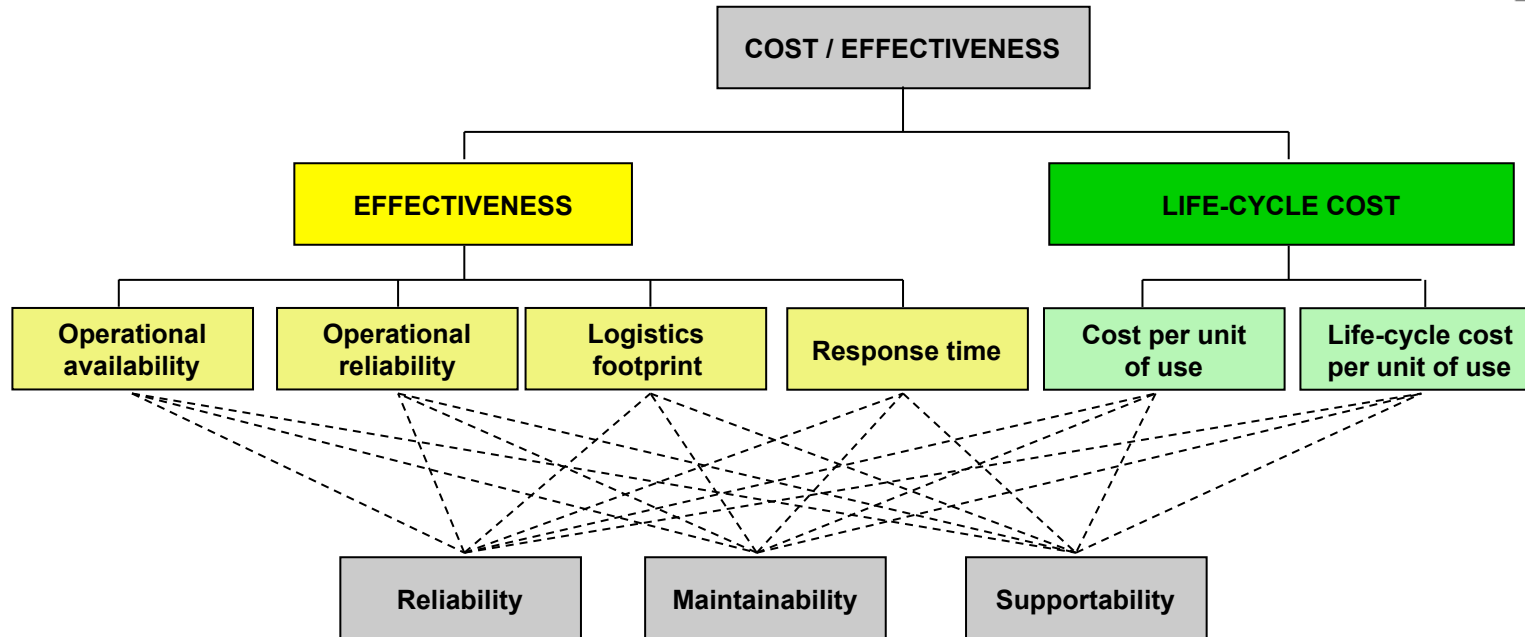 COST / EFFECTIVENESS
EFFECTIVENESS
LIFE-CYCLE COST
Operational
availability
Operational
reliability
Logistics
footprint
Response time
Cost per unit
of use
Life-cycle cost
per unit of use
Reliability
Maintainability
Supportability